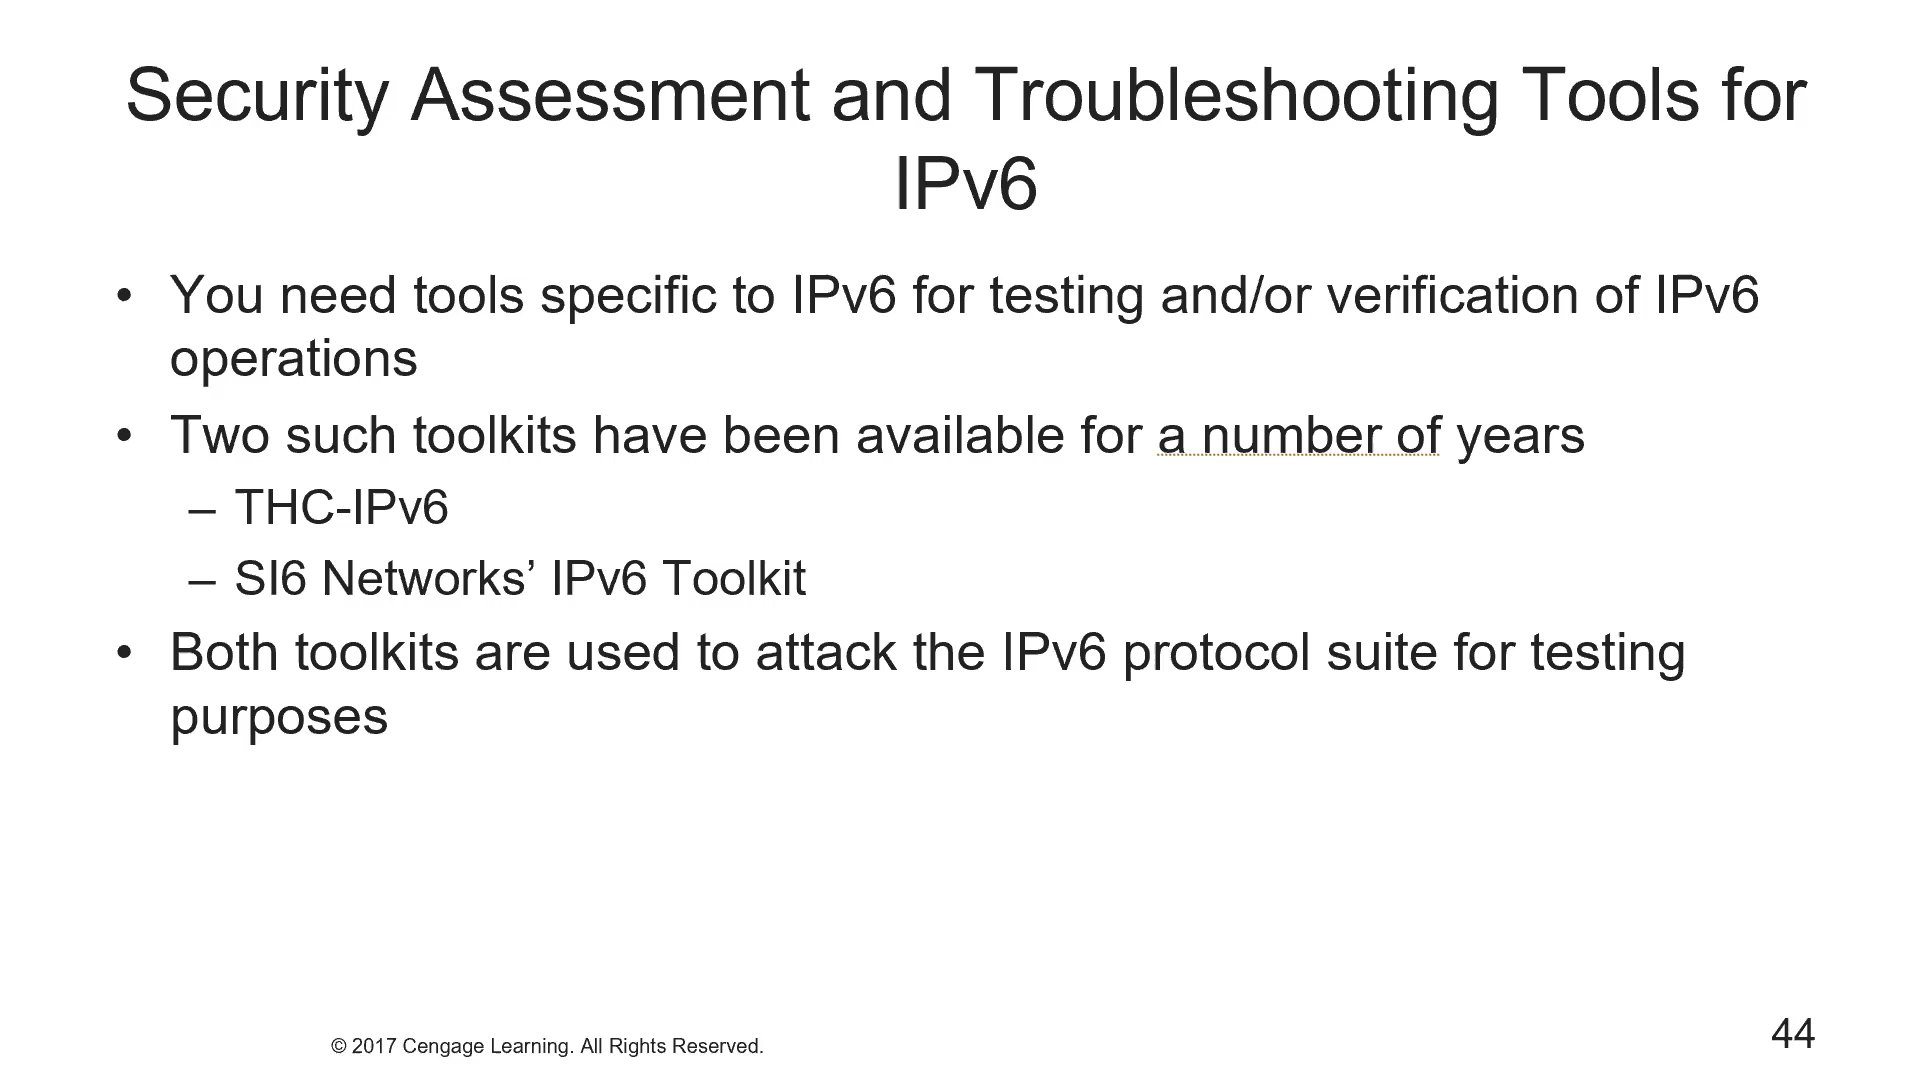 Security Assessment and Troubleshooting Tools for
IPv6
• You need tools specific to IPv6 for testing and/or verification of IPv6
operations
• Two such toolkits have been available for a number of years
– THC-IPv6
– SI6 Networks’ IPv6 Toolkit
• Both toolkits are used to attack the IPv6 protocol suite for testing
purposes
© 2017 Cengage Learning. All Rights Reserved.
44